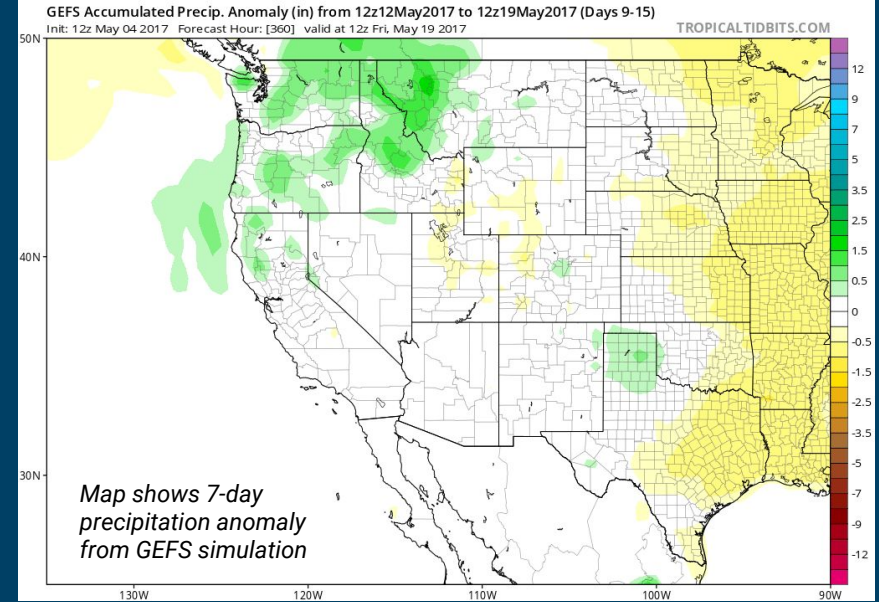 GEFS Accumulated Precip. Anomaly (in) from 12z12May2017 to 12z19May2017 (Days 9-15)
Init: 12z May 04 2017 Forecast Hour: [360] valid at 12z Fri, May 19 2017 TROPICALTIDBITS.COM
50N
40N
30N
130W 120W 110W 100W 90W
12
9
7
5
3.5
2.5
1.5
0.5
0
-0.5
-1.5
-2.5
-3.5
-5
-7
-9
-12
Map shows 7-day
precipitation anomaly
from GEFS simulation